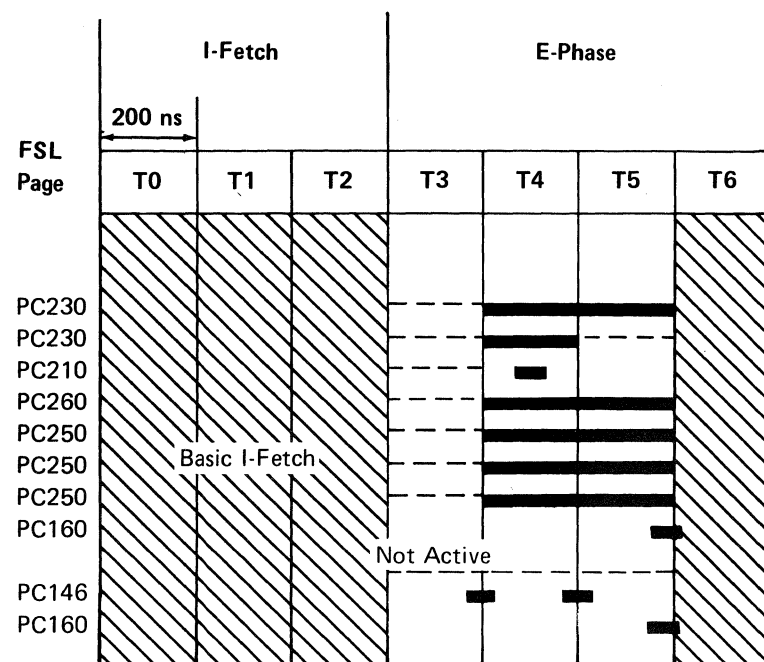 I-Fetch E-Phase
200 ns
FSL
Page T0 T1 T2 T3 T4 T5 T6
PC230
PC230
PC210
PC260
PC250
Basic I-Fetch
PC250
PC250
PC160
Not Active
PC146
PC160